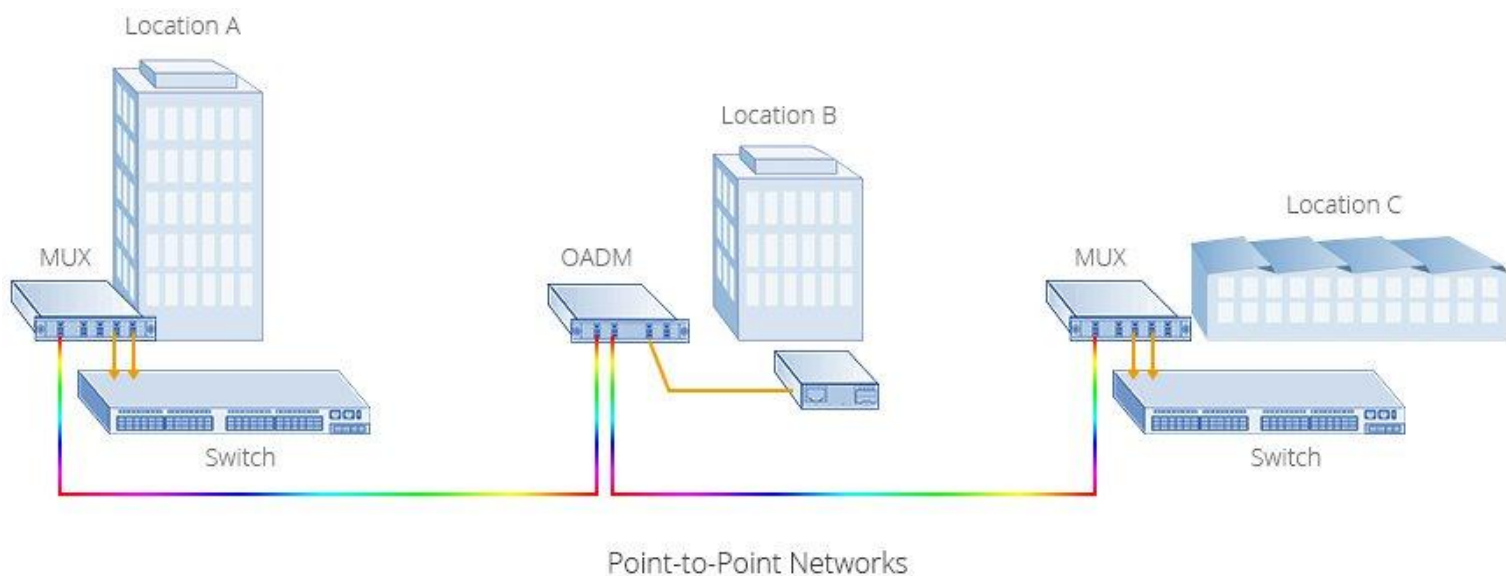 Location A
Location B
Location C
MUX
OADM
MUX
Switch
Switch
Point-to-Point Networks